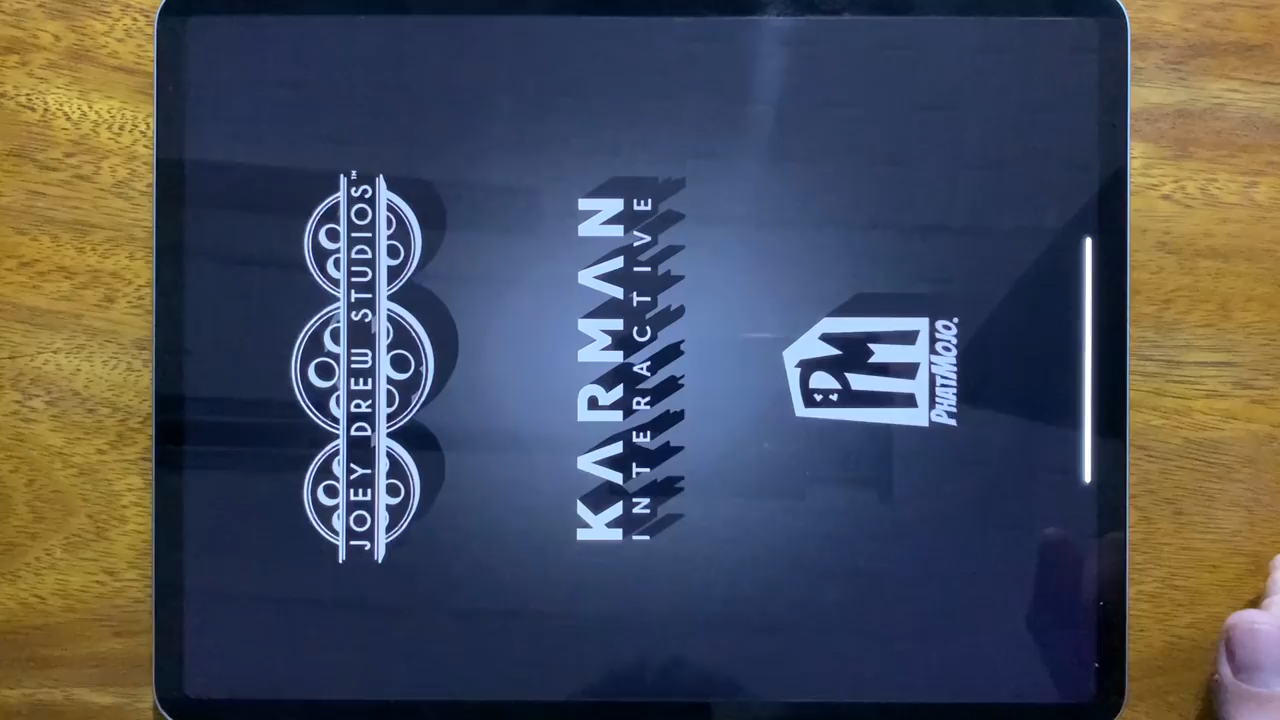 JOEY DREW STUDIOS™
KARMAN
INTERACTIVE
PM
PHATMOJO.